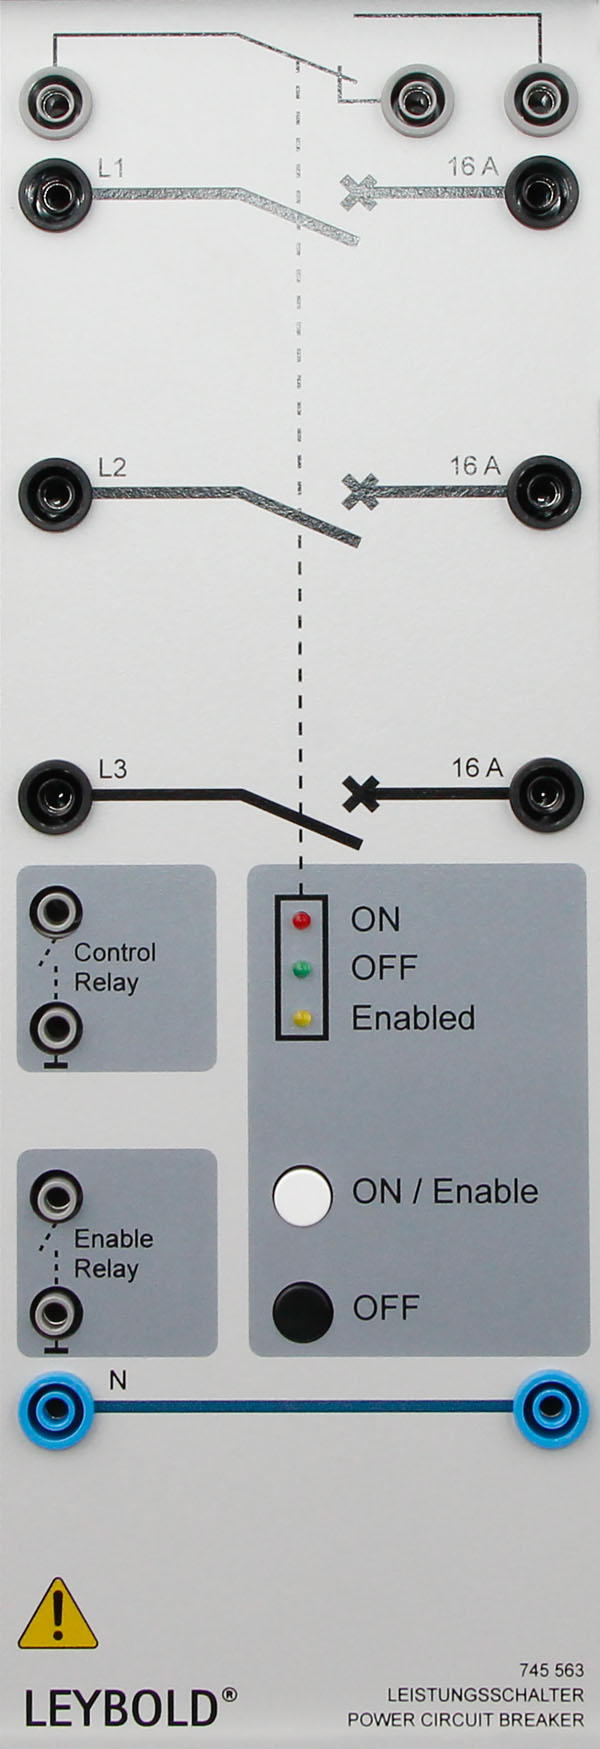 L1 16 A
L2 16 A
L3 16 A
ON
OFF
Enabled
Control
Relay
ON / Enable
Enable
Relay
OFF
N
745 563
LEISTUNGSSCHALTER
POWER CIRCUIT BREAKER
LEYBOLD®